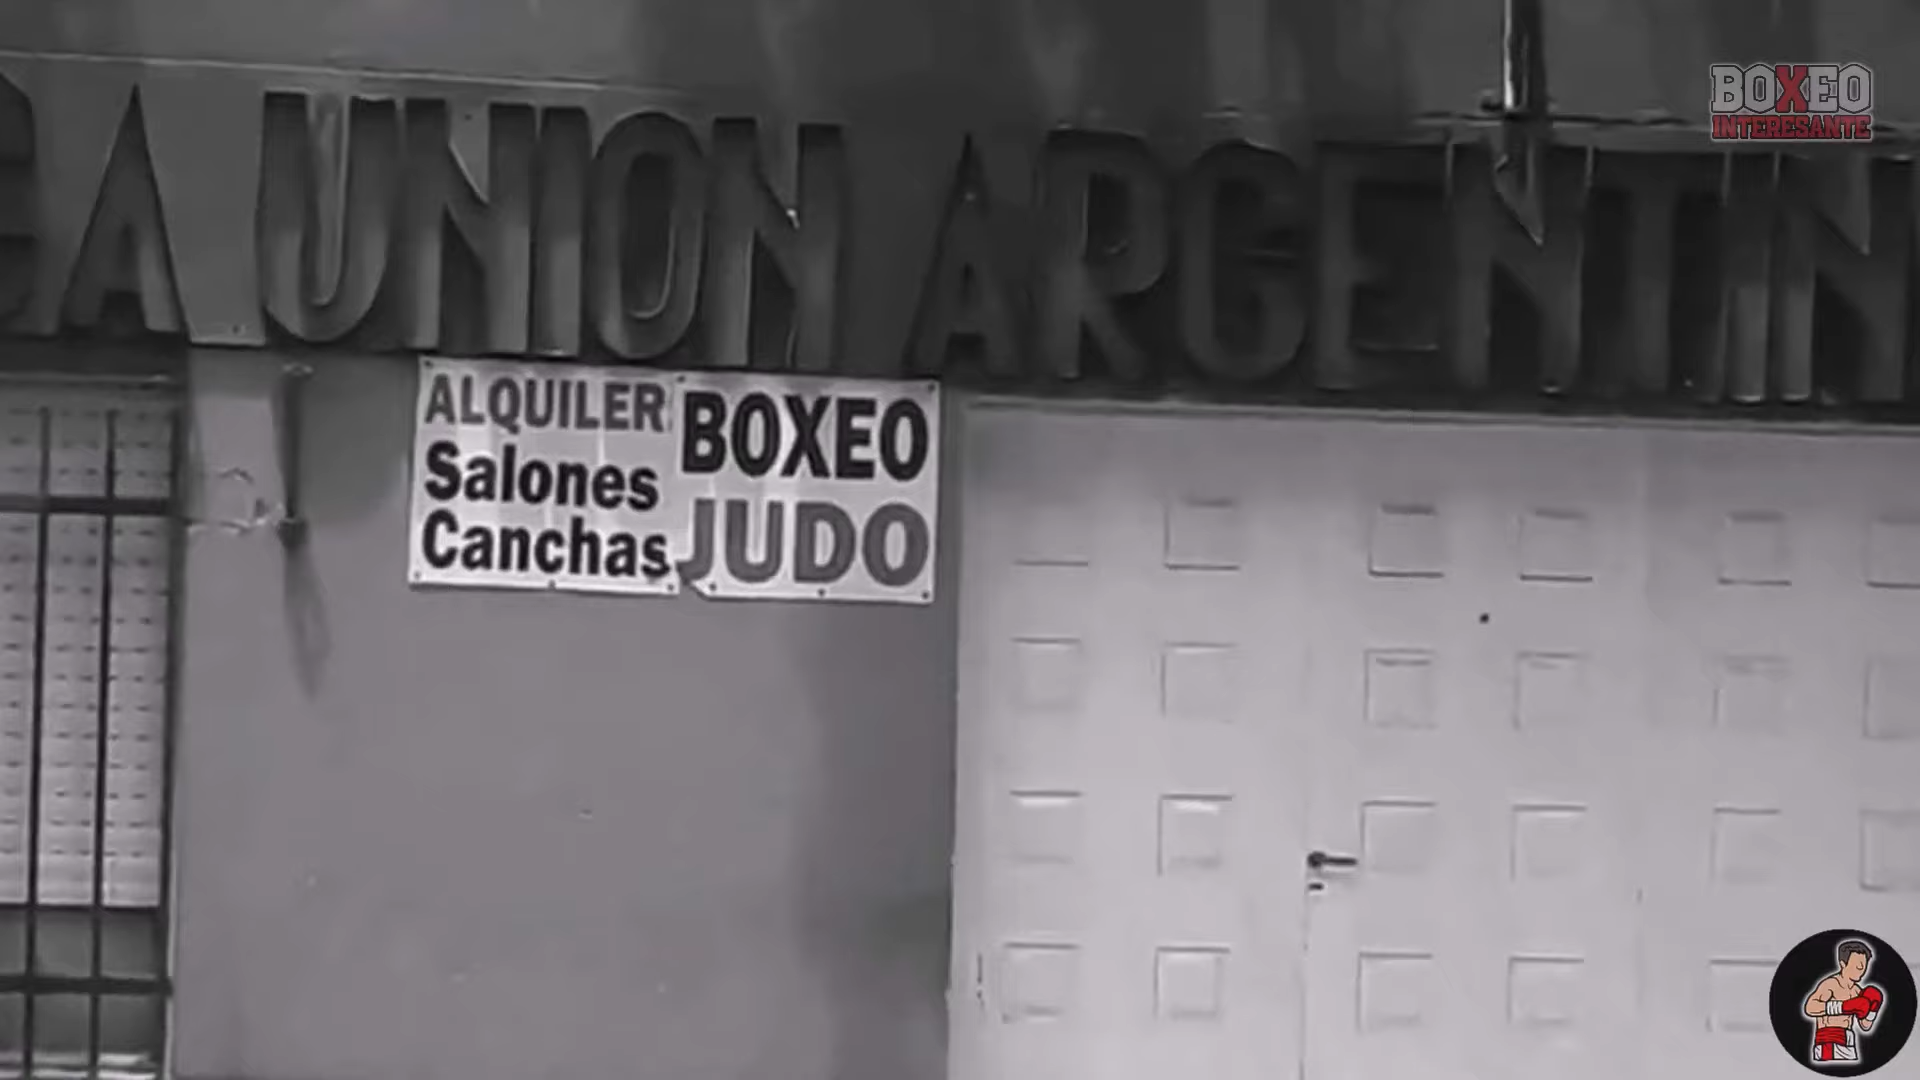 UNION ARGENTIN
ALQUILER
Salones
Canchas
BOXEO
JUDO
BOXEO
INTERESANTE